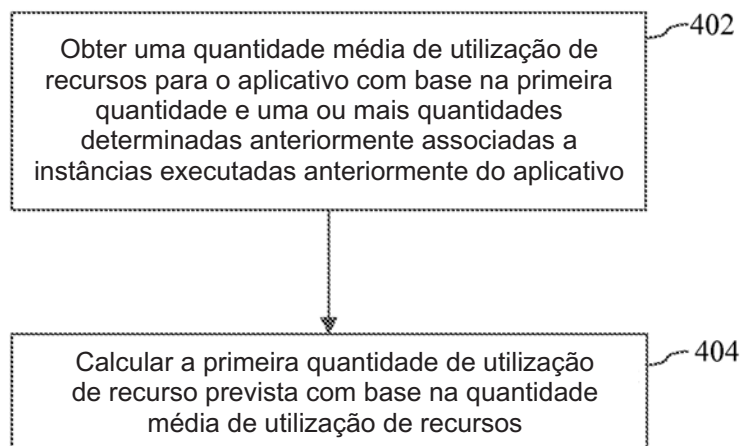 402
Obter uma quantidade média de utilização de
recursos para o aplicativo com base na primeira
quantidade e uma ou mais quantidades
determinadas anteriormente associadas a
instâncias executadas anteriormente do aplicativo
404
Calcular a primeira quantidade de utilização
de recurso prevista com base na quantidade
média de utilização de recursos